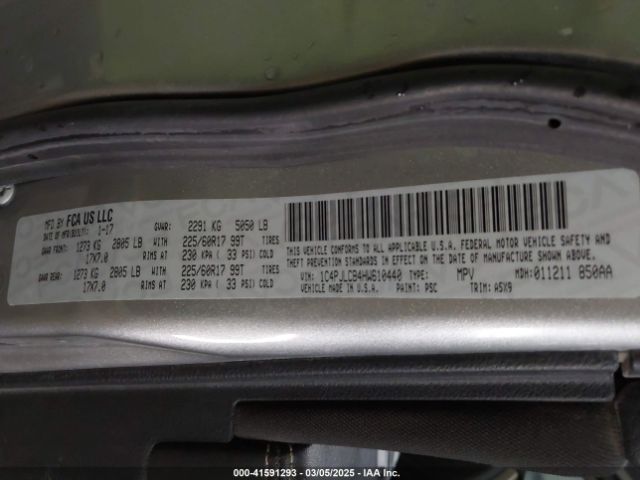 MFD BY FCA US LLC
DATE OF MFR 1-17 GVWR: 2291 KG 5050 LB
GAWR FRONT: 1273 KG 2805 LB WITH 225/60R17 99T TIRES
17X7.0 RIMS AT 230 KPA ( 33 PSI) COLD
GAWR REAR: 1273 KG 2805 LB WITH 225/60R17 99T TIRES
17X7.0 RIMS AT 230 KPA ( 33 PSI) COLD
THIS VEHICLE CONFORMS TO ALL APPLICABLE U.S.A. FEDERAL MOTOR VEHICLE SAFETY AND
THEFT PREVENTION STANDARDS IN EFFECT ON THE DATE OF MANUFACTURE SHOWN ABOVE.
VIN: 1C4PJLCB4HW610440 TYPE: MPV MDH: 011211 850AA
VEHICLE MADE IN U.S.A. PAINT: PSC TRIM: A5X9
000-41591293 - 03/05/2025 - IAA Inc.